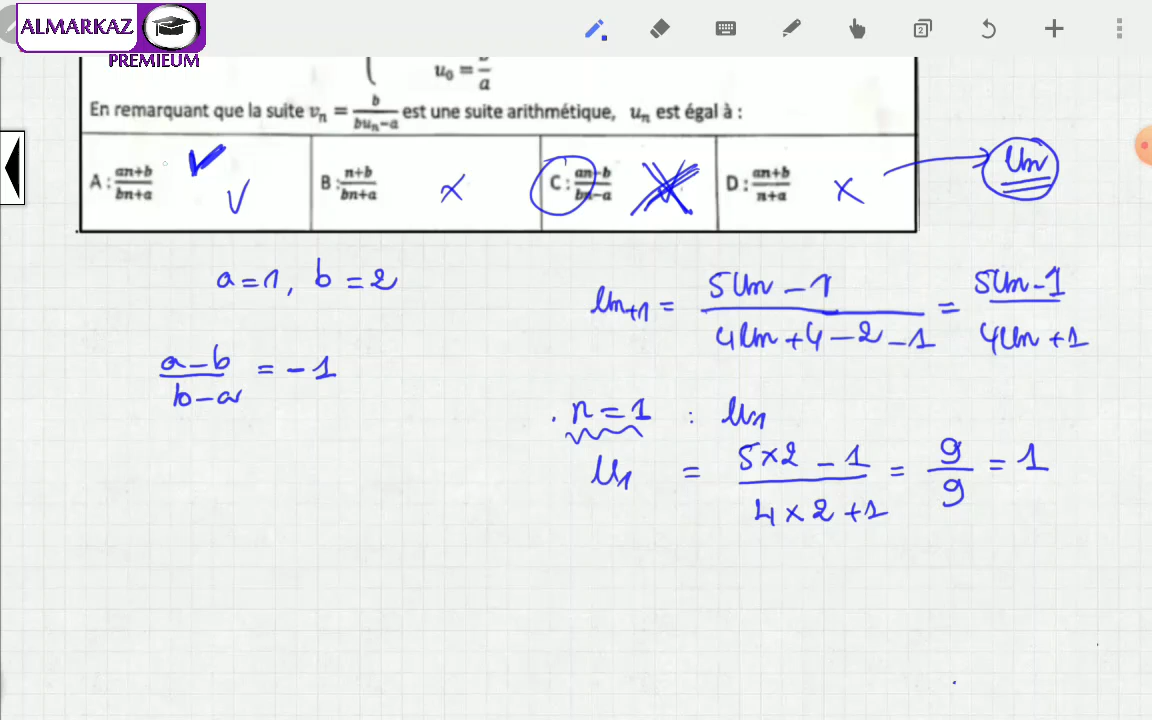 ALMARKAZ
PREMIEUM
2
u₀ = b/a
En remarquant que la suite vₙ = b/(buₙ−a) est une suite arithmétique, uₙ est égal à :
A : (an+b)/(bn+a) ✓ V
B : (n+b)/(bn+a) ×
C : (an−b)/(bn−a)
D : (an+b)/(n+a) × → Un
a = 1, b = 2
Un+1 = (5Un − 1)/(4Un + 4 − 2 − 1) = (5Un − 1)/(4Un + 1)
(a − b)/(b − a) = −1
. n = 1 : U1
U1 = (5×2 − 1)/(4×2 + 1) = 9/9 = 1